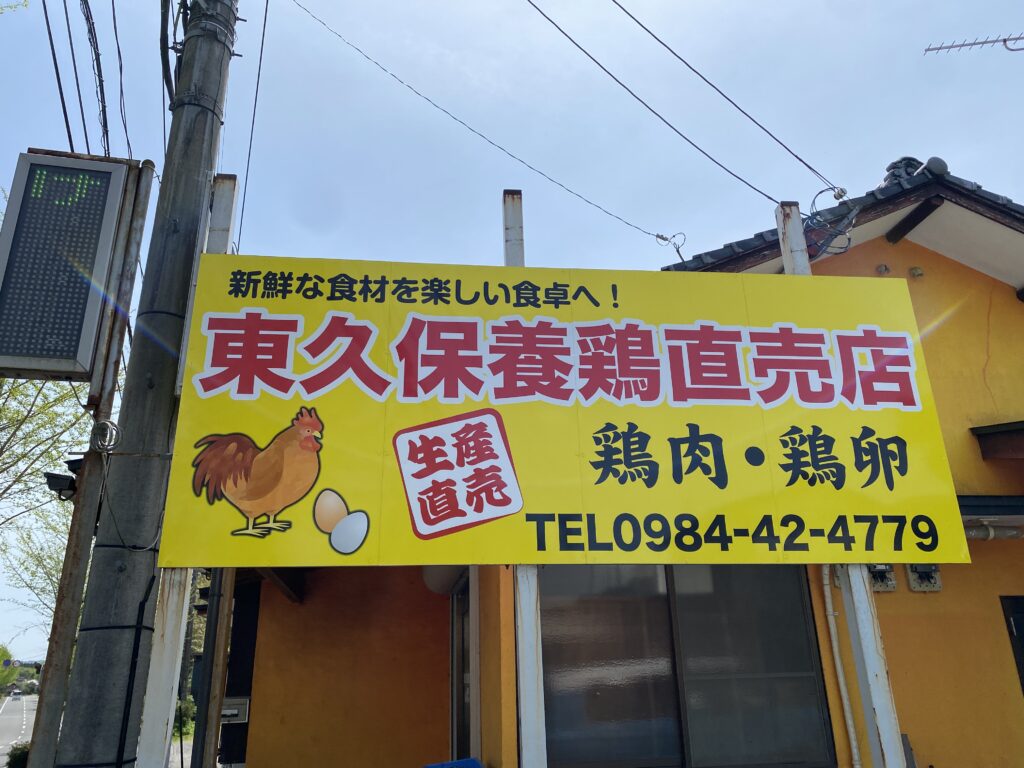 新鮮な食材を楽しい食卓へ！
東久保養鶏直売店
生産
直売
鶏肉・鶏卵
TEL0984-42-4779